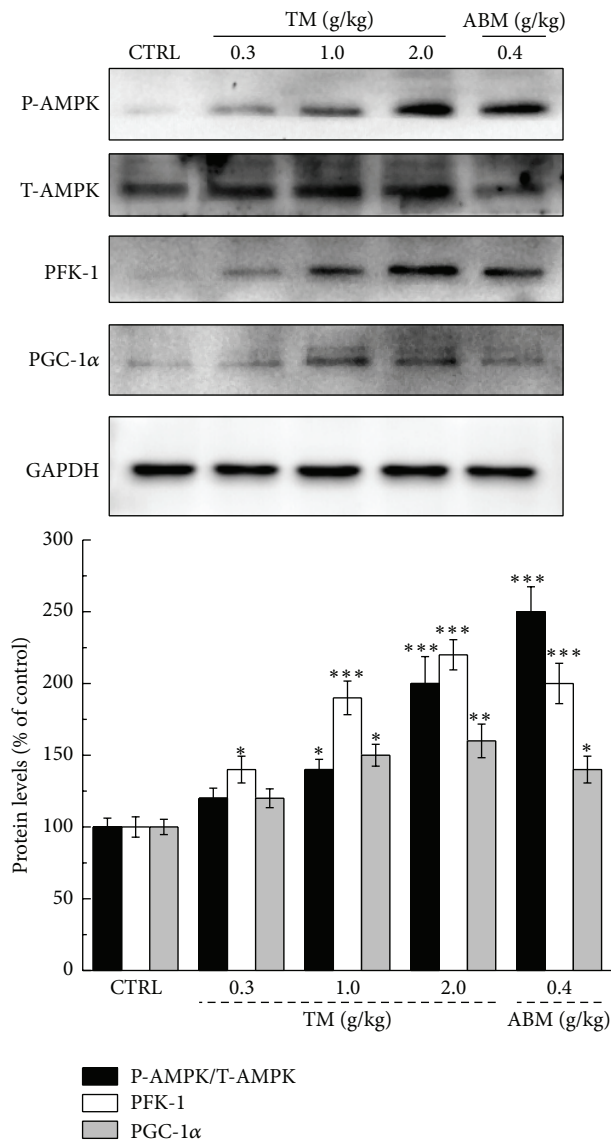 TM (g/kg) ABM (g/kg)
CTRL 0.3 1.0 2.0 0.4
P-AMPK
T-AMPK
PFK-1
PGC-1α
GAPDH
300
250
200
150
100
50
0
Protein levels (% of control)
* * *** * *** *** ** *** *** *
CTRL 0.3 1.0 2.0 0.4
TM (g/kg) ABM (g/kg)
P-AMPK/T-AMPK
PFK-1
PGC-1α